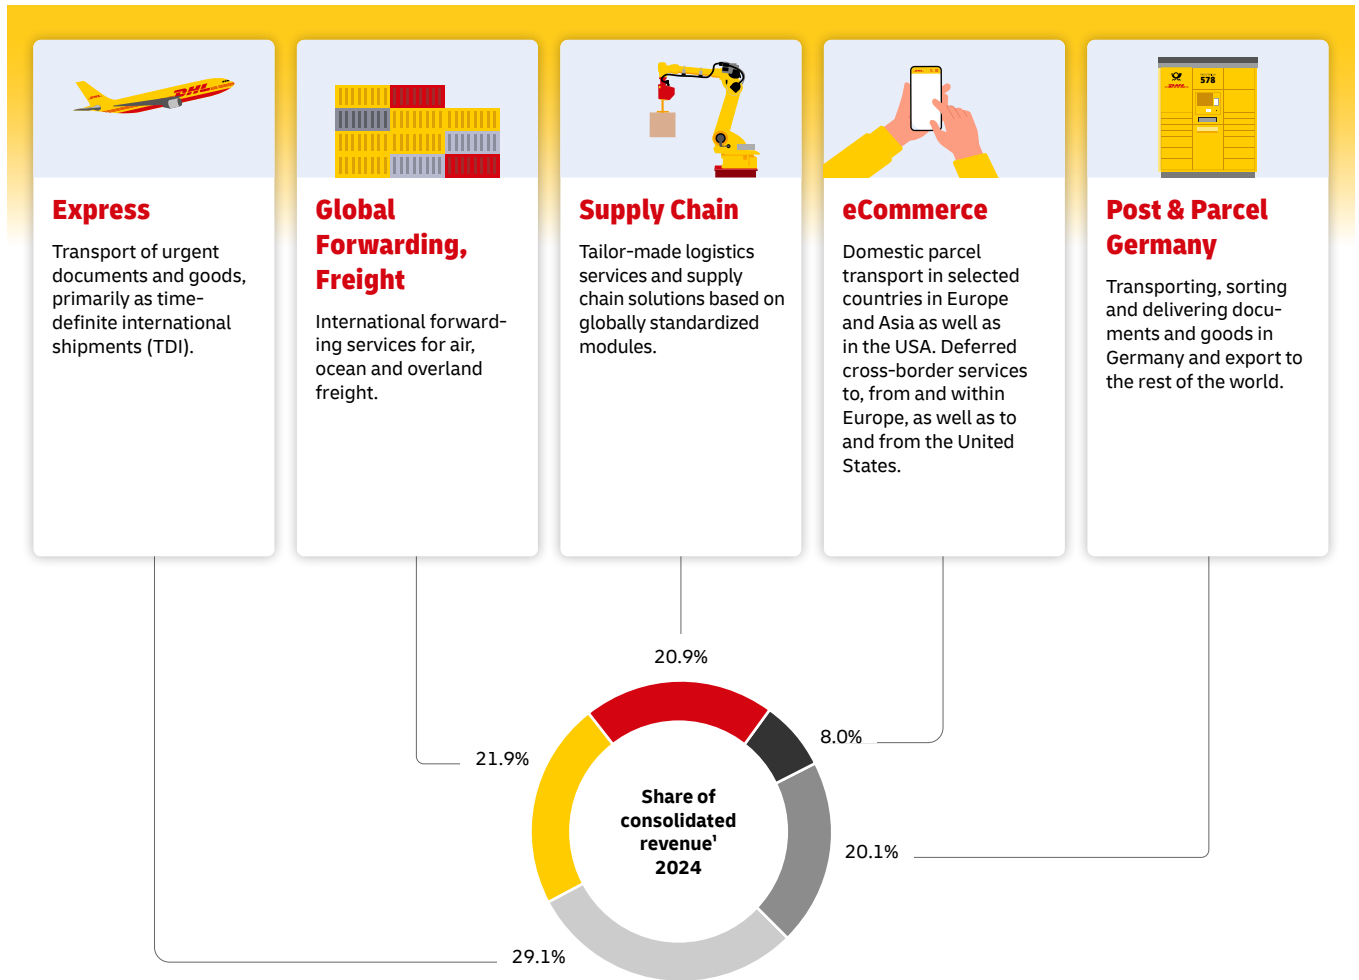 DHL
Express
Transport of urgent
documents and goods,
primarily as time-
definite international
shipments (TDI).
Global
Forwarding,
Freight
International forward-
ing services for air,
ocean and overland
freight.
Supply Chain
Tailor-made logistics
services and supply
chain solutions based on
globally standardized
modules.
eCommerce
Domestic parcel
transport in selected
countries in Europe
and Asia as well as
in the USA. Deferred
cross-border services
to, from and within
Europe, as well as to
and from the United
States.
578
DHL
Post & Parcel
Germany
Transporting, sorting
and delivering docu-
ments and goods in
Germany and export to
the rest of the world.
20.9%
8.0%
21.9%
20.1%
29.1%
Share of
consolidated
revenue¹
2024